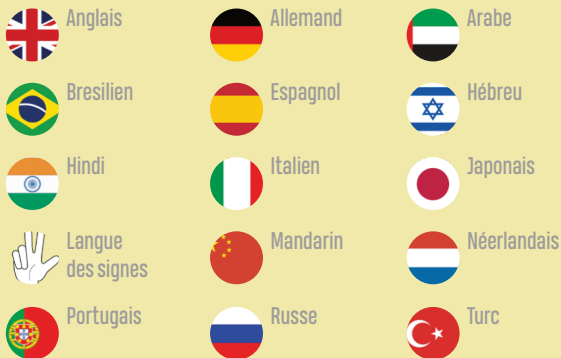 Anglais
Allemand
Arabe
Bresilien
Espagnol
Hébreu
Hindi
Italien
Japonais
Langue
des signes
Mandarin
Néerlandais
Portugais
Russe
Turc